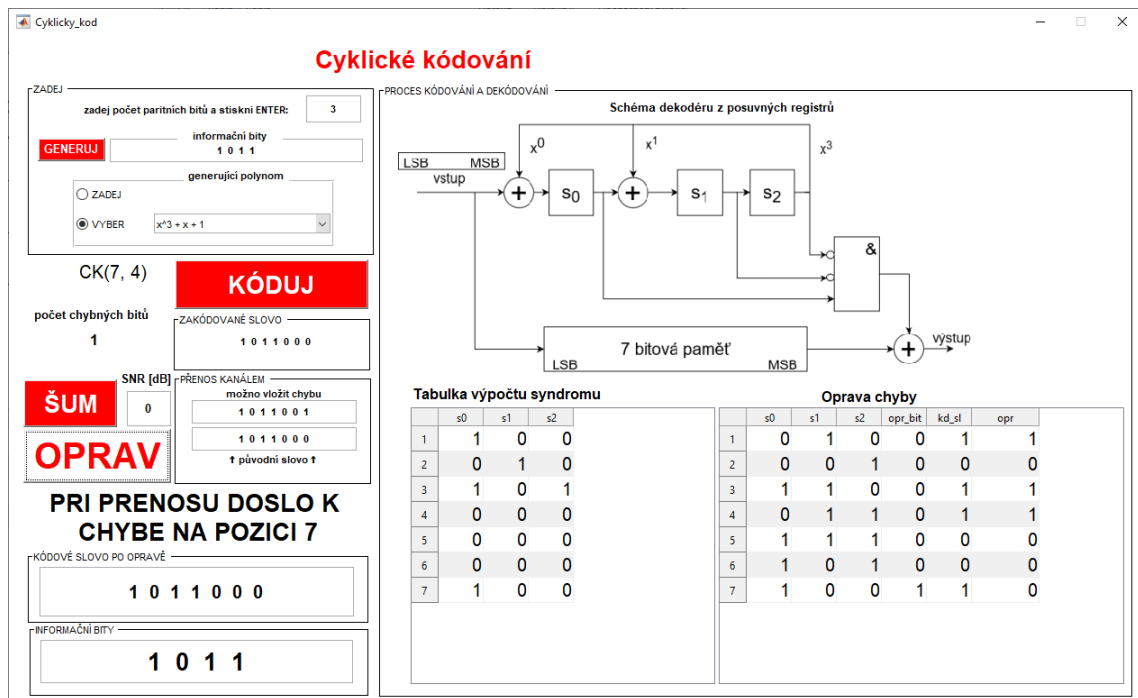 Cyklicky_kod
Cyklické kódování
ZADEJ
zadej počet paritních bitů a stiskni ENTER:
3
informační bity
GENERUJ
1 0 1 1
generující polynom
ZADEJ
VYBER
x^3 + x + 1
CK(7, 4)
KÓDUJ
počet chybných bitů
1
ZAKÓDOVANÉ SLOVO
1 0 1 1 0 0 0
ŠUM
SNR [dB]
0
PŘENOS KANÁLEM
možno vložit chybu
1 0 1 1 0 0 1
1 0 1 1 0 0 0
↑ původní slovo ↑
OPRAV
PRI PRENOSU DOSLO K
CHYBE NA POZICI 7
KÓDOVÉ SLOVO PO OPRAVĚ
1 0 1 1 0 0 0
INFORMAČNÍ BITY
1 0 1 1
PROCES KÓDOVÁNÍ A DEKÓDOVÁNÍ
Schéma dekodéru z posuvných registrů
x0 x1 x3
LSB MSB
vstup
+ s0 + s1 s2
&
7 bitová paměť
LSB MSB
+ výstup
Tabulka výpočtu syndromu
s0 s1 s2
1 1 0 0
2 0 1 0
3 1 0 1
4 0 0 0
5 0 0 0
6 0 0 0
7 1 0 0
Oprava chyby
s0 s1 s2 opr_bit kd_sl opr
1 0 1 0 0 1 1
2 0 0 1 0 0 0
3 1 1 0 0 1 1
4 0 1 1 0 1 1
5 1 1 1 0 0 0
6 1 0 1 0 0 0
7 1 0 0 1 1 0